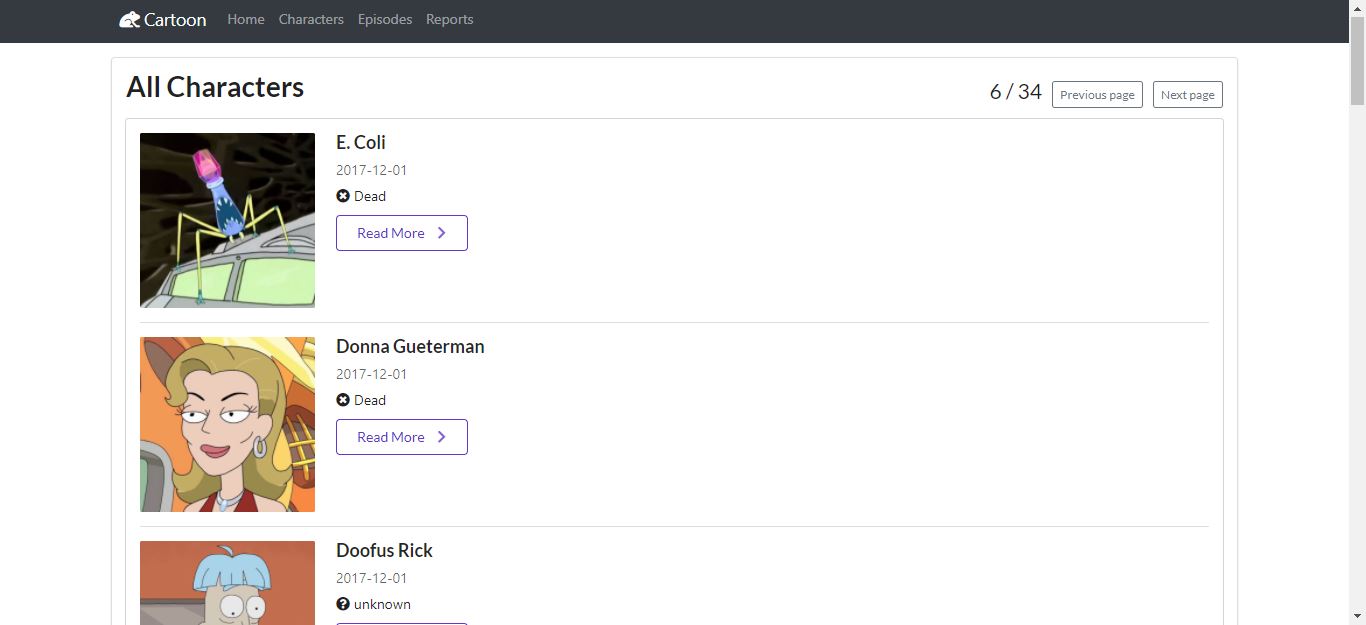 Cartoon Home Characters Episodes Reports
All Characters
6 / 34 Previous page Next page
E. Coli
2017-12-01
Dead
Read More
Donna Gueterman
2017-12-01
Dead
Read More
Doofus Rick
2017-12-01
unknown